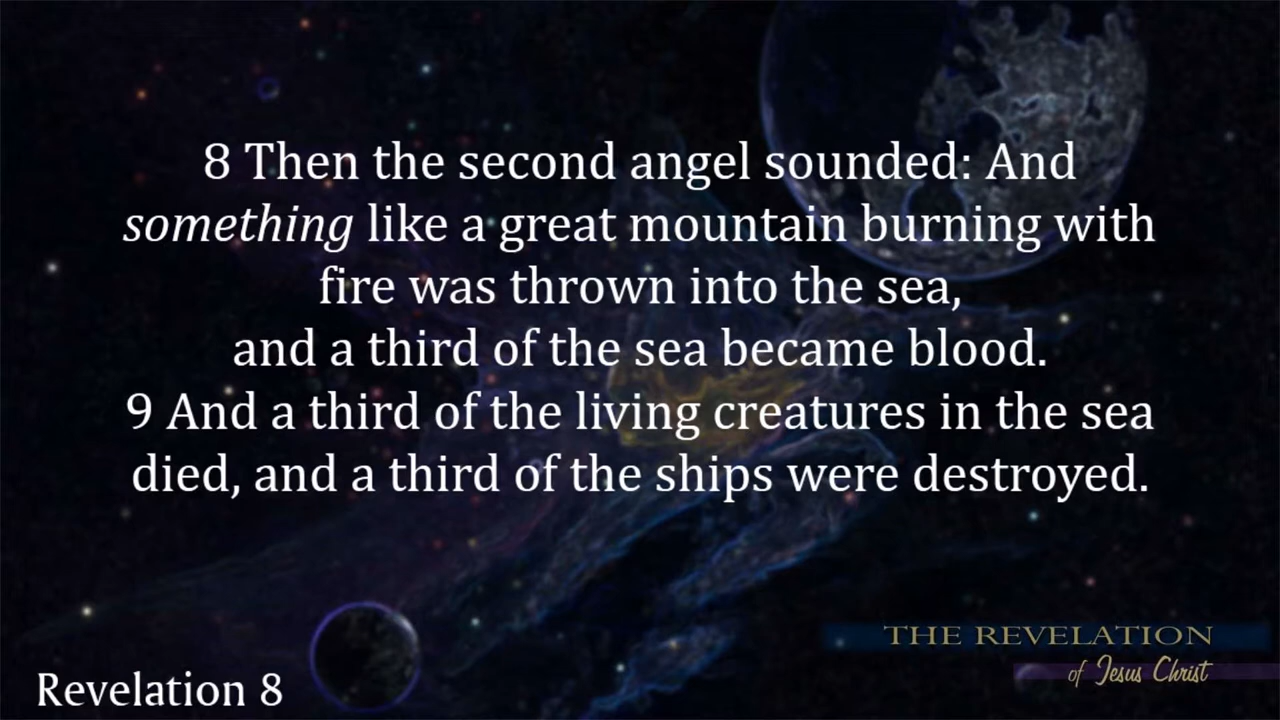 8 Then the second angel sounded: And
something like a great mountain burning with
fire was thrown into the sea,
and a third of the sea became blood.
9 And a third of the living creatures in the sea
died, and a third of the ships were destroyed.
THE REVELATION
of Jesus Christ
Revelation 8